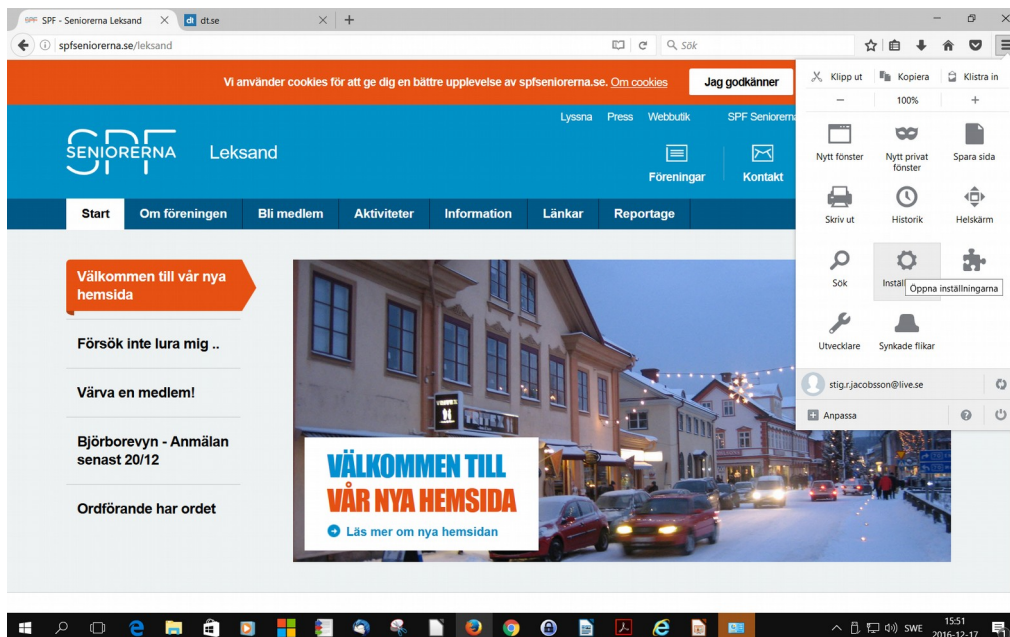 SPF - Seniorerna Leksand
dt.se
spfseniorerna.se/leksand
Sök
Vi använder cookies för att ge dig en bättre upplevelse av spfseniorerna.se. Om cookies
Jag godkänner
Lyssna Press Webbutik SPF Seniorerna
SPF
SENIORERNA
Leksand
Föreningar
Kontakt
Start Om föreningen Bli medlem Aktiviteter Information Länkar Reportage
Välkommen till vår nya
hemsida
Försök inte lura mig ..
Värva en medlem!
Björborevyn - Anmälan
senast 20/12
Ordförande har ordet
VÄLKOMMEN TILL
VÅR NYA HEMSIDA
Läs mer om nya hemsidan
Klipp ut Kopiera Klistra in
100%
Nytt fönster
Nytt privat
fönster
Spara sida
Skriv ut
Historik
Helskärm
Sök
Inställ
Öppna inställningarna
Utvecklare
Synkade flikar
stig.r.jacobsson@live.se
Anpassa
SWE
15:51
2016-12-17